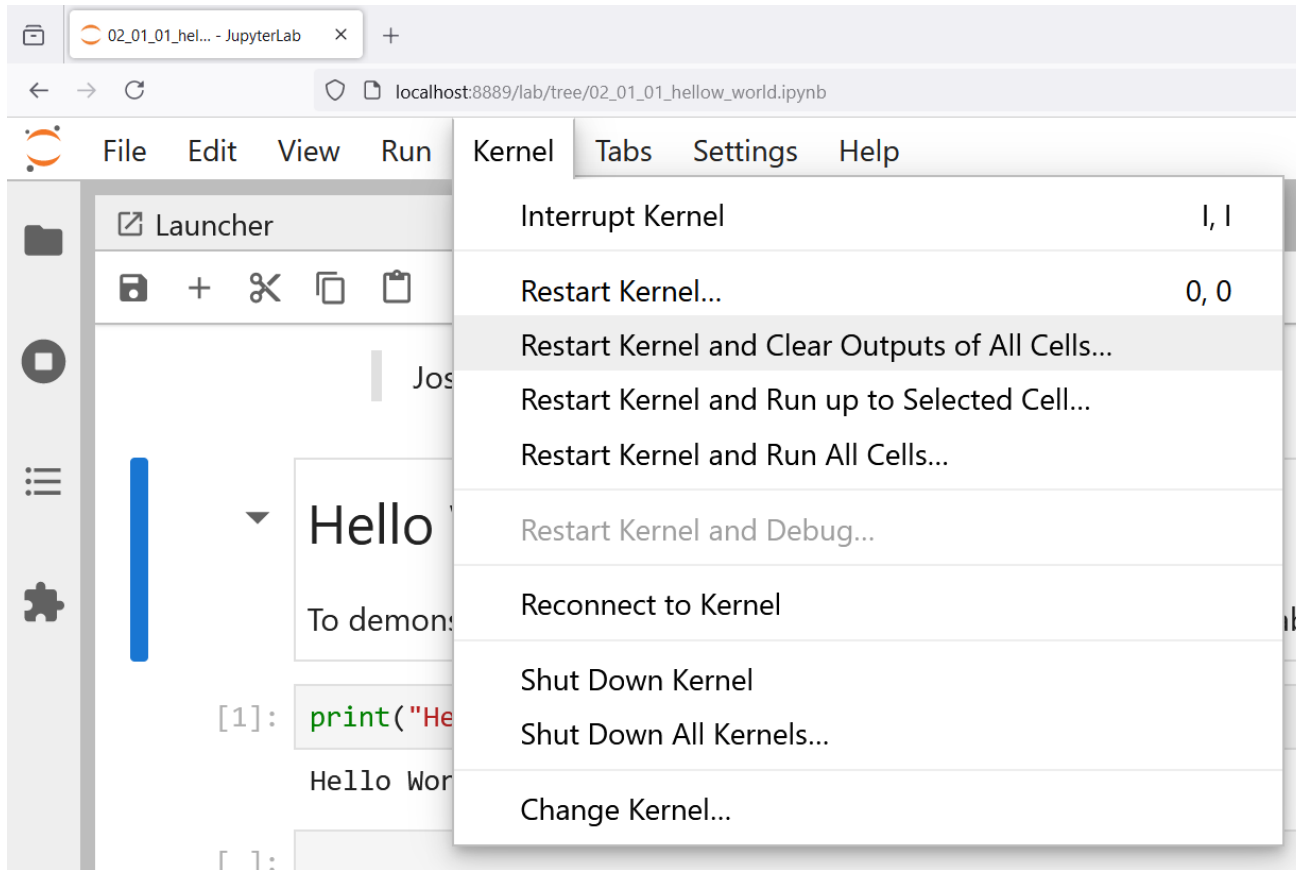 02_01_01_hel... - JupyterLab
localhost:8889/lab/tree/02_01_01_hellow_world.ipynb
File Edit View Run Kernel Tabs Settings Help
Launcher
Interrupt Kernel I, I
Restart Kernel... 0, 0
Restart Kernel and Clear Outputs of All Cells...
Restart Kernel and Run up to Selected Cell...
Restart Kernel and Run All Cells...
Restart Kernel and Debug...
Reconnect to Kernel
Shut Down Kernel
Shut Down All Kernels...
Change Kernel...
Jos
Hello
To demons
[1]: print("He
Hello Wor
[ ]: